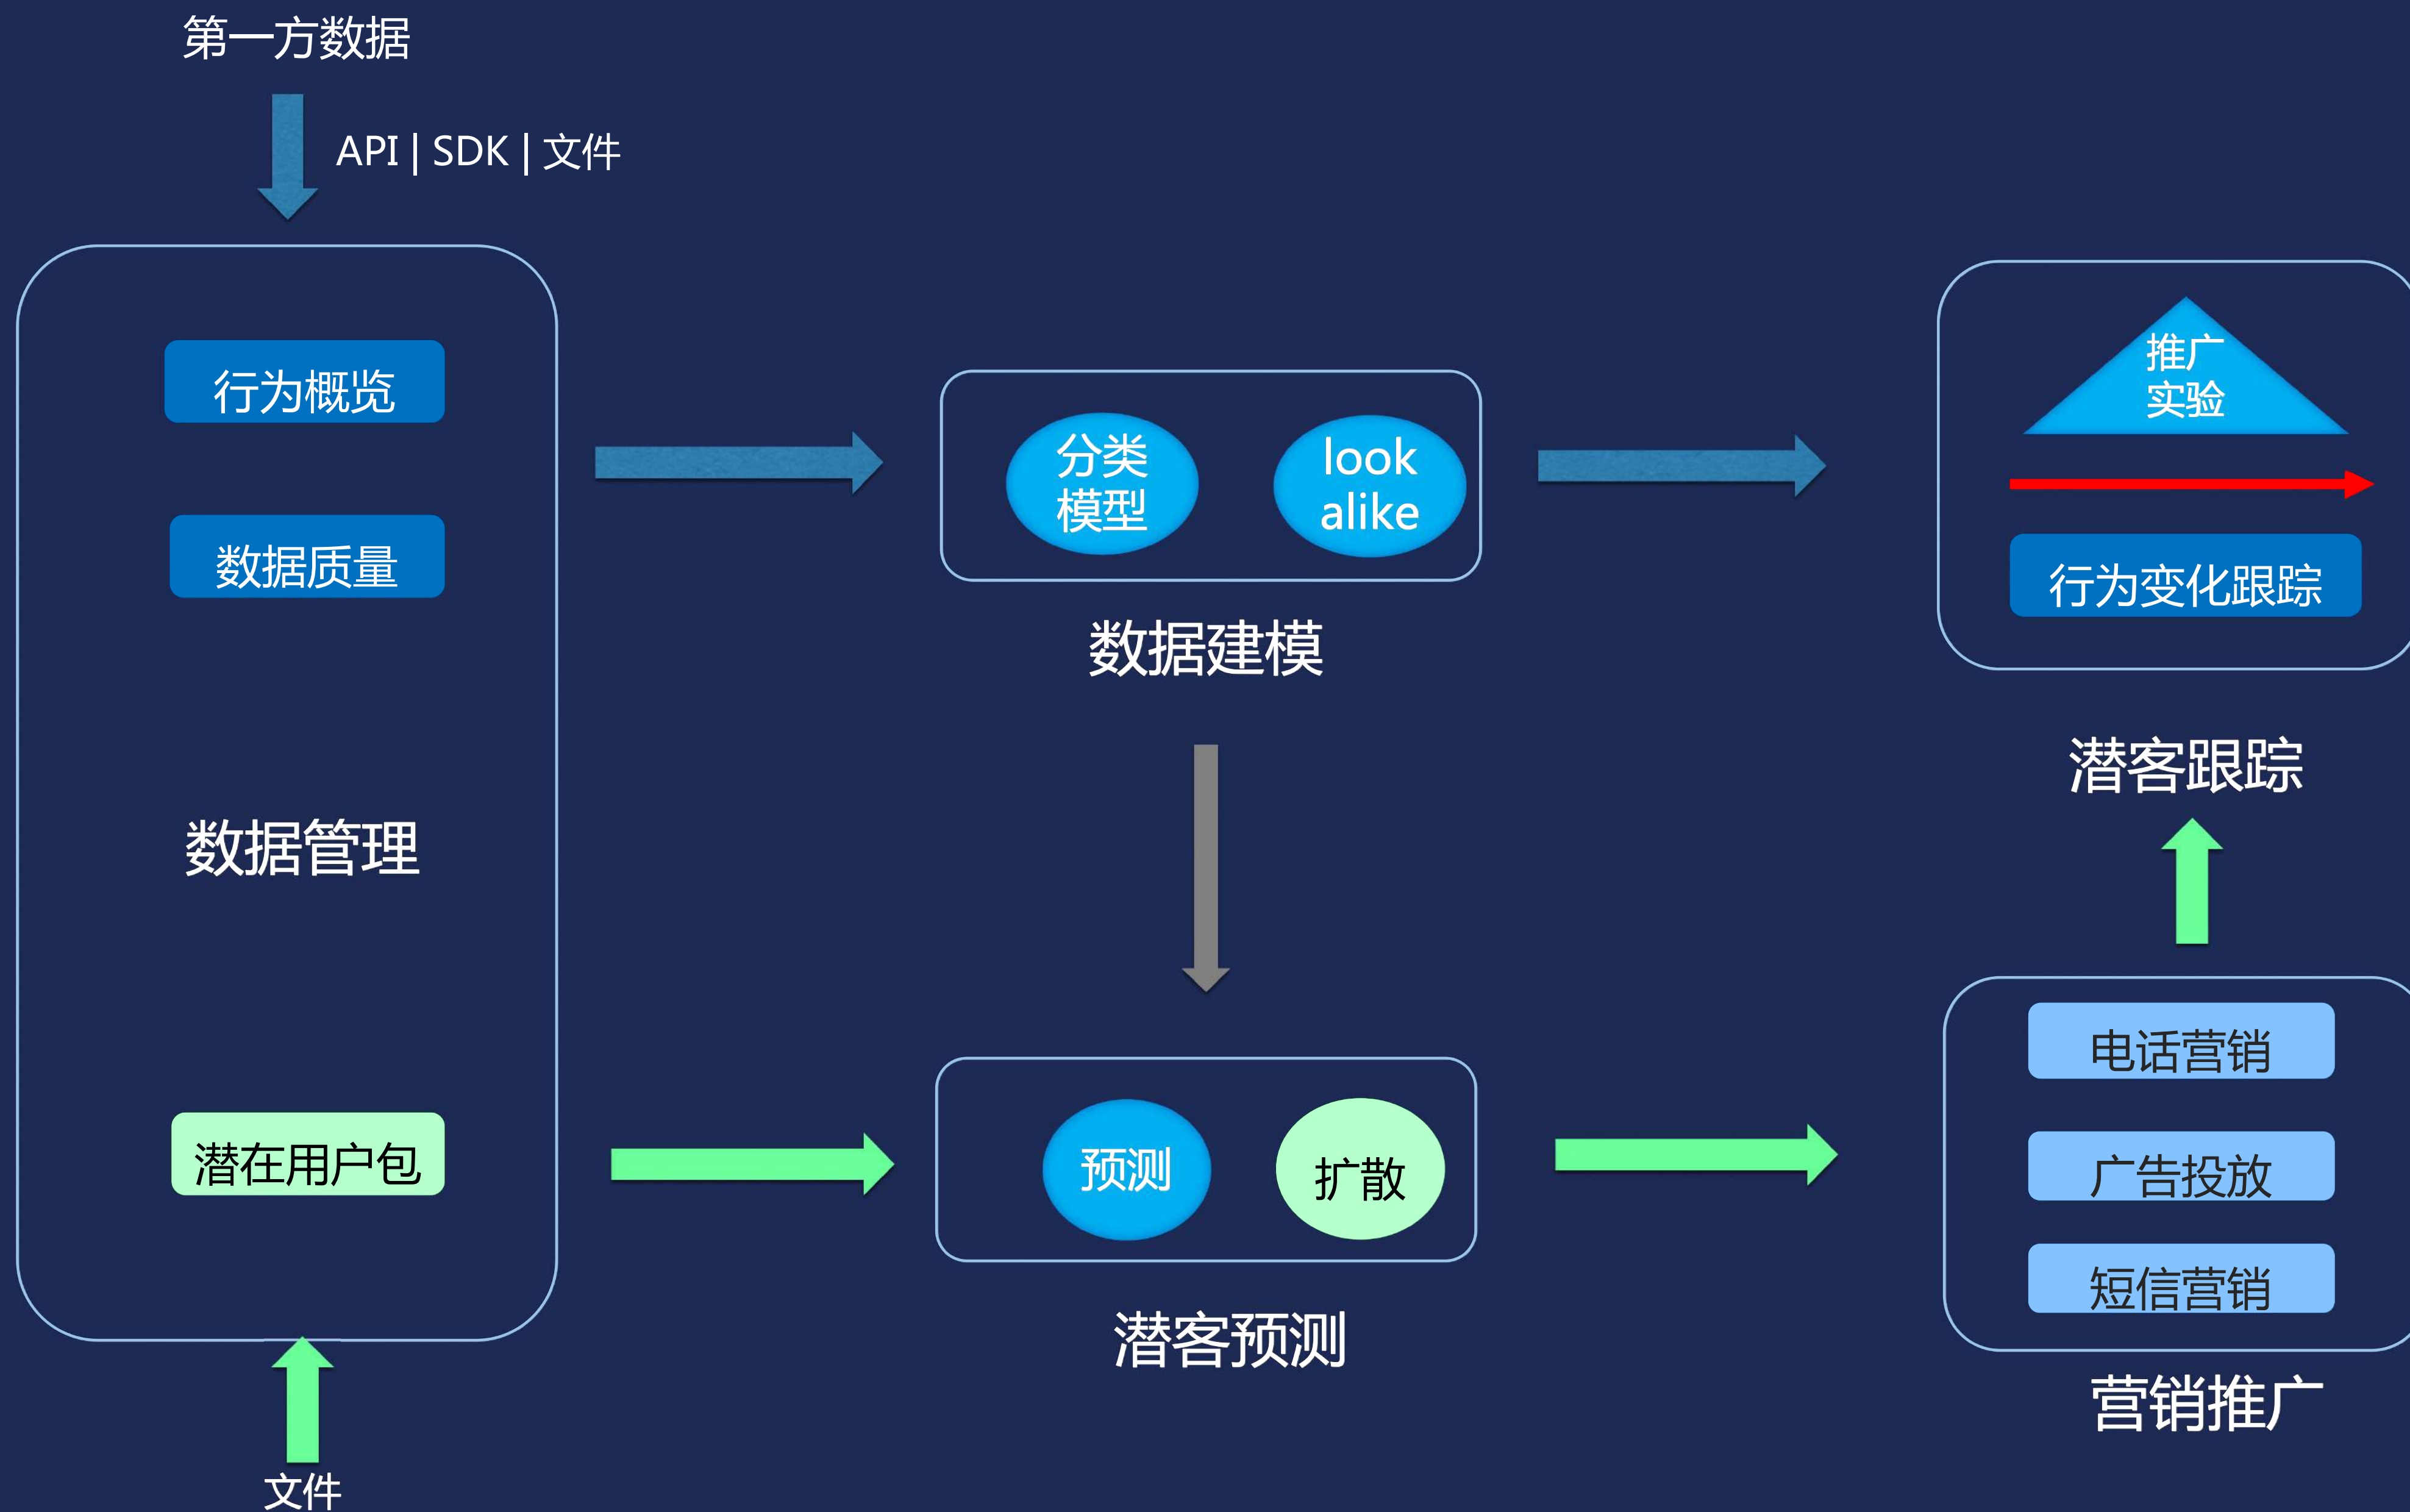 第一方数据
API | SDK | 文件
行为概览
数据质量
数据管理
潜在用户包
文件
分类
模型
look
alike
数据建模
预测
扩散
潜客预测
推广
实验
行为变化跟踪
潜客跟踪
电话营销
广告投放
短信营销
营销推广